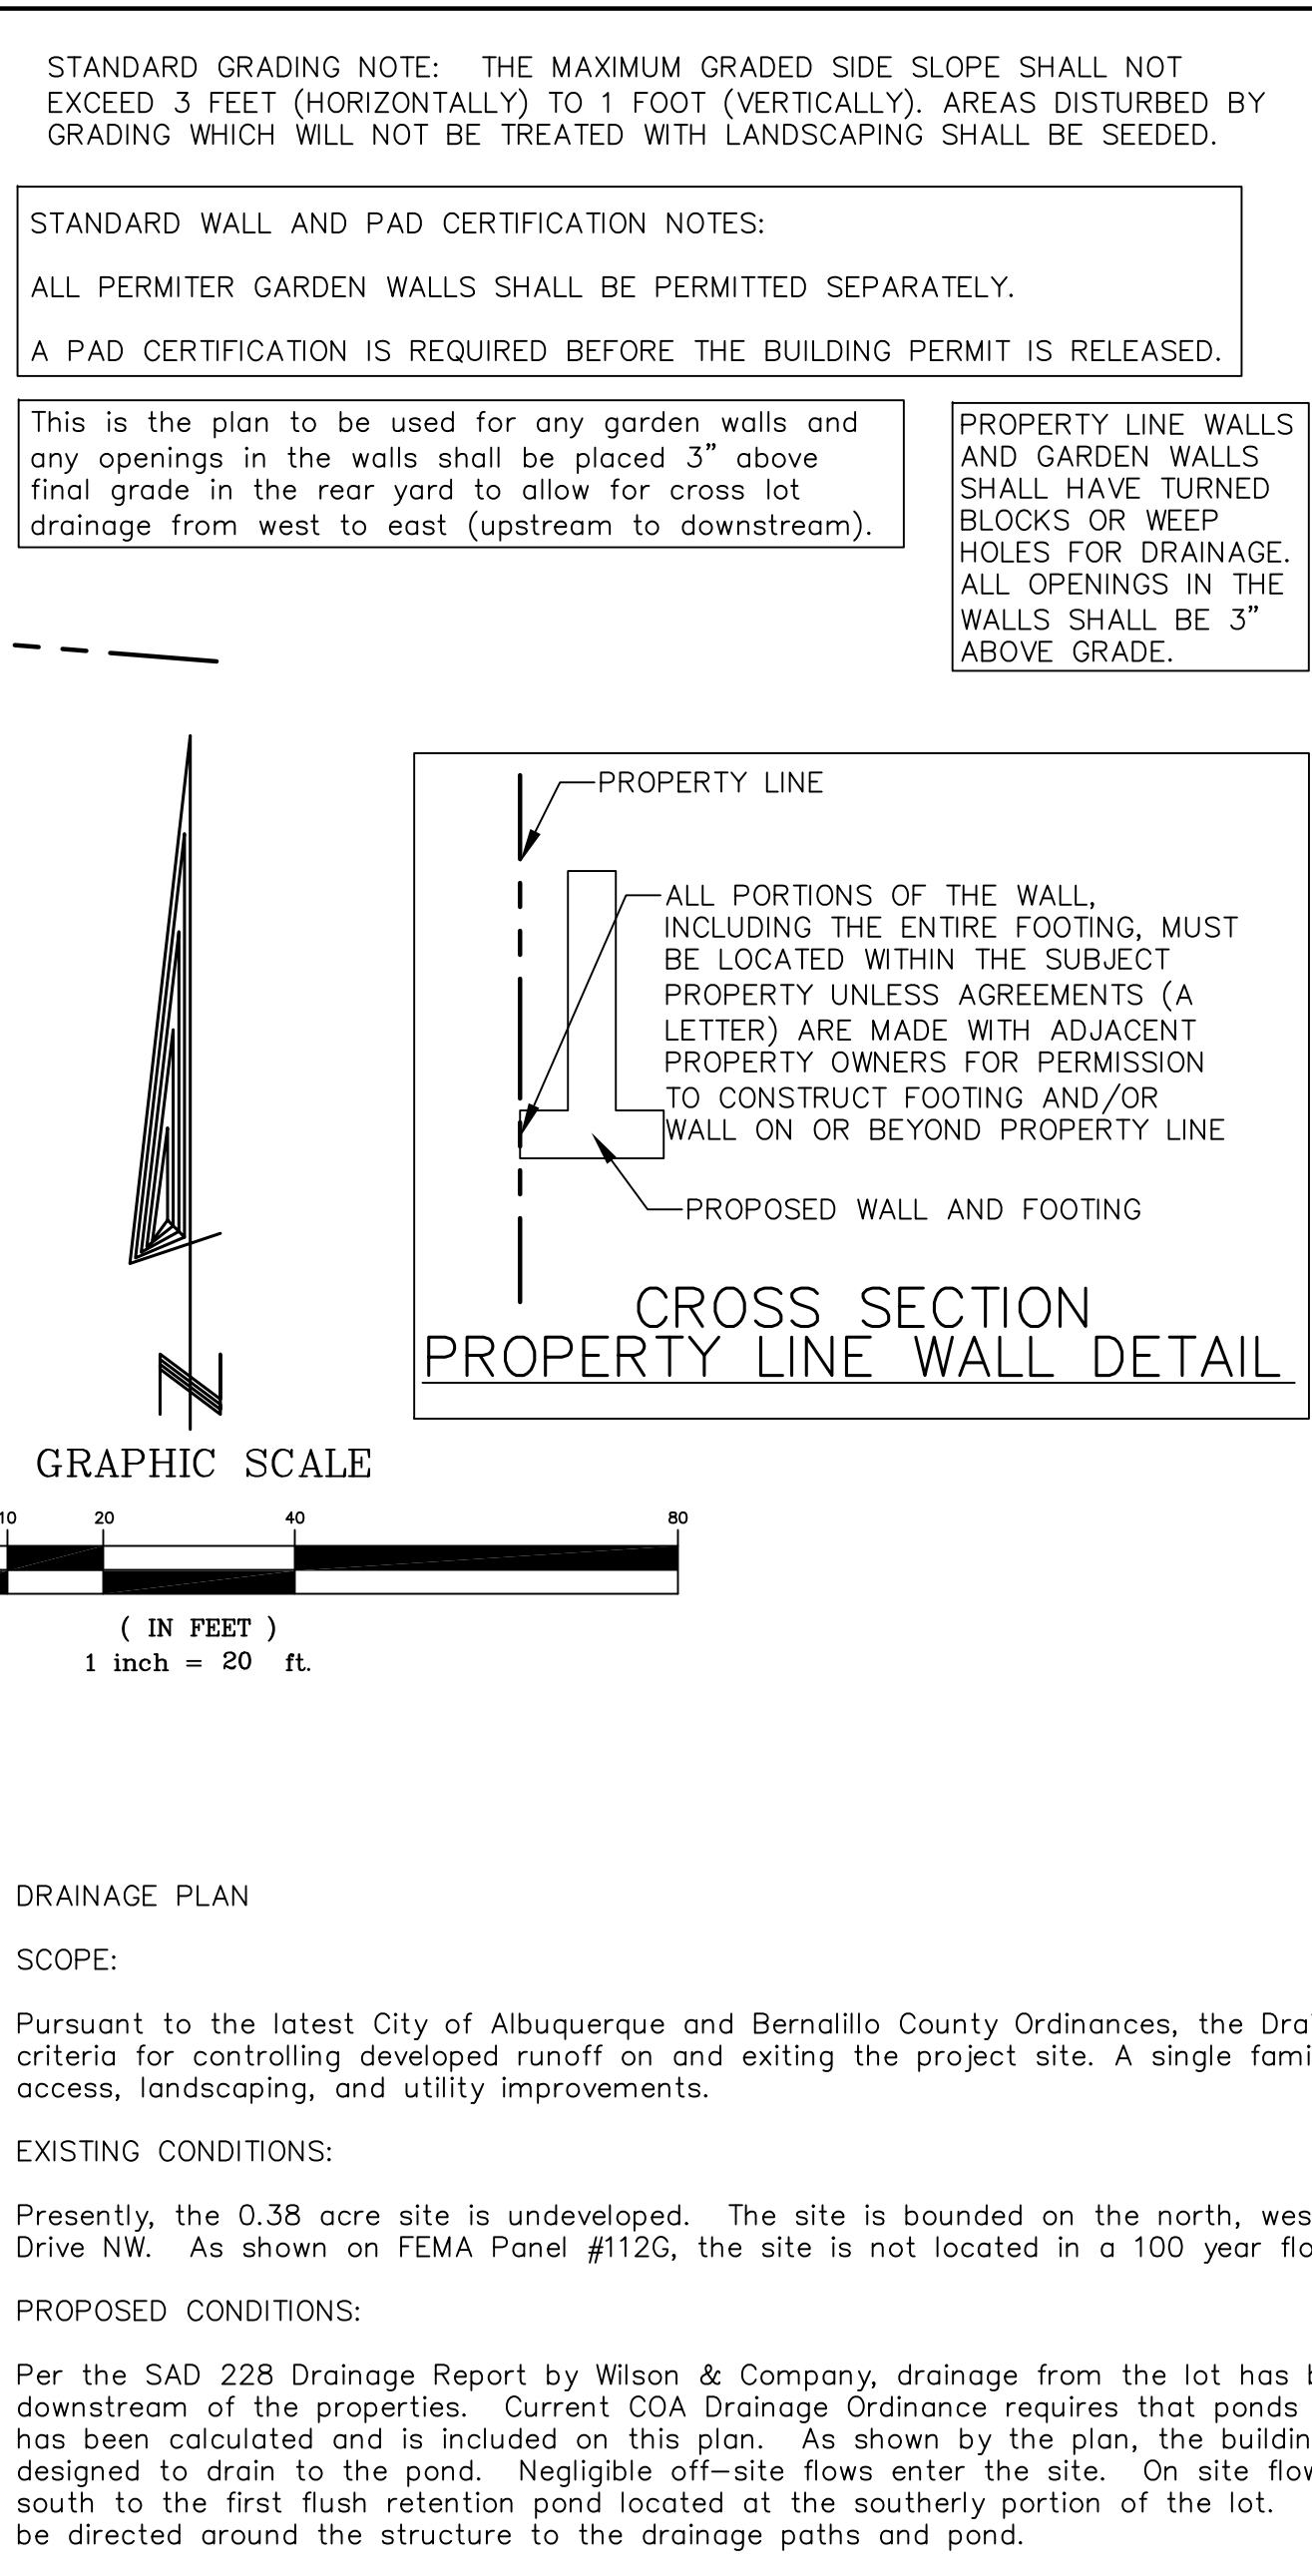 STANDARD GRADING NOTE: THE MAXIMUM GRADED SIDE SLOPE SHALL NOT
EXCEED 3 FEET (HORIZONTALLY) TO 1 FOOT (VERTICALLY). AREAS DISTURBED BY
GRADING WHICH WILL NOT BE TREATED WITH LANDSCAPING SHALL BE SEEDED.
STANDARD WALL AND PAD CERTIFICATION NOTES:
ALL PERMITER GARDEN WALLS SHALL BE PERMITTED SEPARATELY.
A PAD CERTIFICATION IS REQUIRED BEFORE THE BUILDING PERMIT IS RELEASED.
This is the plan to be used for any garden walls and
any openings in the walls shall be placed 3" above
final grade in the rear yard to allow for cross lot
drainage from west to east (upstream to downstream).
PROPERTY LINE WALLS
AND GARDEN WALLS
SHALL HAVE TURNED
BLOCKS OR WEEP
HOLES FOR DRAINAGE.
ALL OPENINGS IN THE
WALLS SHALL BE 3"
ABOVE GRADE.
PROPERTY LINE
ALL PORTIONS OF THE WALL,
INCLUDING THE ENTIRE FOOTING, MUST
BE LOCATED WITHIN THE SUBJECT
PROPERTY UNLESS AGREEMENTS (A
LETTER) ARE MADE WITH ADJACENT
PROPERTY OWNERS FOR PERMISSION
TO CONSTRUCT FOOTING AND/OR
WALL ON OR BEYOND PROPERTY LINE
PROPOSED WALL AND FOOTING
CROSS SECTION
PROPERTY LINE WALL DETAIL
N
GRAPHIC SCALE
10 20 40 80
( IN FEET )
1 inch = 20 ft.
DRAINAGE PLAN
SCOPE:
Pursuant to the latest City of Albuquerque and Bernalillo County Ordinances, the
criteria for controlling developed runoff on and exiting the project site. A single
access, landscaping, and utility improvements.
EXISTING CONDITIONS:
Presently, the 0.38 acre site is undeveloped. The site is bounded on the north,
Drive NW. As shown on FEMA Panel #112G, the site is not located in a 100 year
PROPOSED CONDITIONS:
Per the SAD 228 Drainage Report by Wilson & Company, drainage from the lot has
downstream of the properties. Current COA Drainage Ordinance requires that ponds
has been calculated and is included on this plan. As shown by the plan, the
designed to drain to the pond. Negligible off-site flows enter the site. On site
south to the first flush retention pond located at the southerly portion of the lot.
be directed around the structure to the drainage paths and pond.